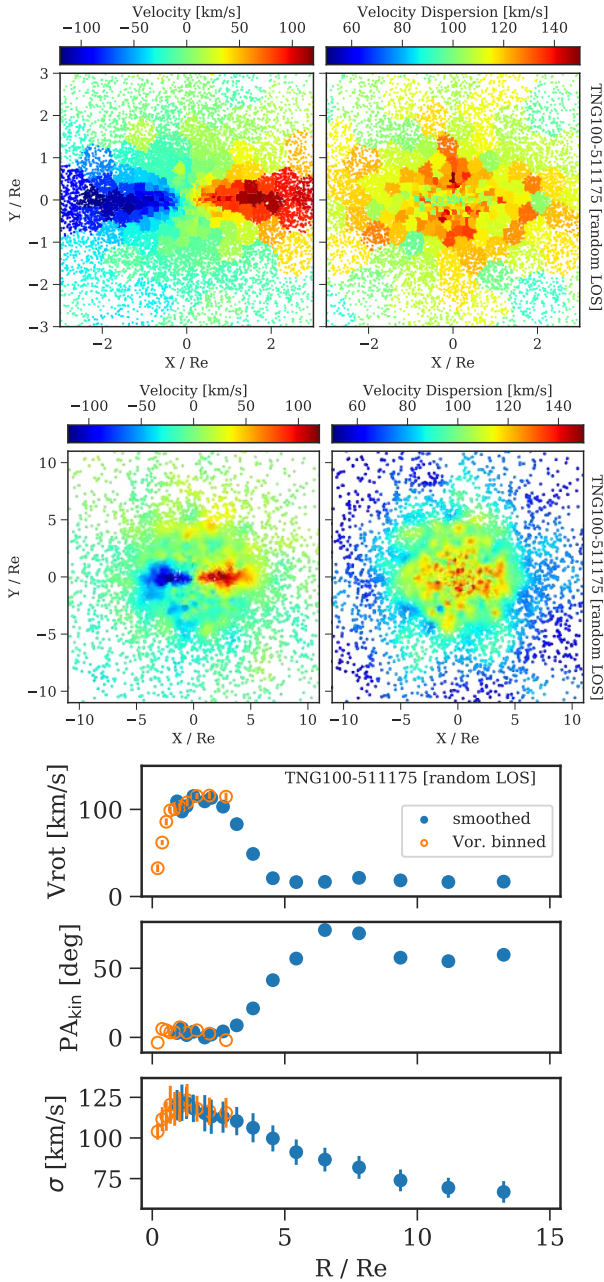 Velocity [km/s]
Velocity Dispersion [km/s]
−100 −50 0 50 100
60 80 100 120 140
3
2
1
0
−1
−2
−3
Y / Re
−2 0 2
−2 0 2
X / Re
X / Re
TNG100-511175 [random LOS]
Velocity [km/s]
Velocity Dispersion [km/s]
−100 −50 0 50 100
60 80 100 120 140
10
5
0
−5
−10
Y / Re
−10 −5 0 5 10
−10 −5 0 5 10
X / Re
X / Re
TNG100-511175 [random LOS]
TNG100-511175 [random LOS]
smoothed
Vor. binned
100
0
Vrot [km/s]
50
0
PAkin [deg]
125
100
75
σ [km/s]
0 5 10 15
R / Re